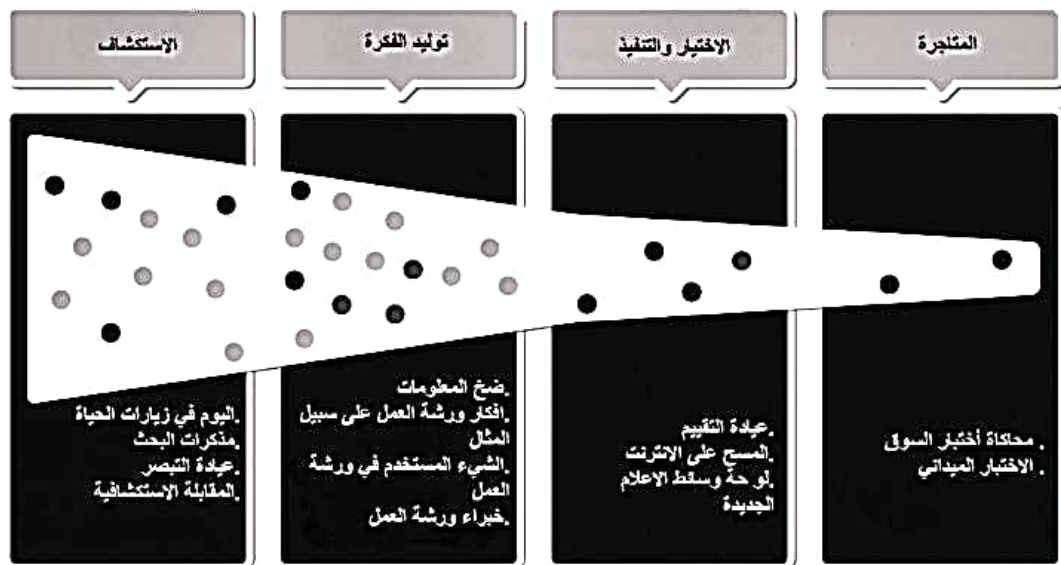 الاستكشاف
توليد الفكرة
الاختيار والتنفيذ
المتاجرة
.اليوم في زيارات الحياة
.مذكرات البحث
.عيادة التبصر
.المقابلة الاستكشافية
.ضخ المعلومات
.افكار ورشة العمل على سبيل
المثال
.الشيء المستخدم في ورشة
العمل
.خبراء ورشة العمل
.عيادة التقييم
.المسح على الانترنت
.لو حة وسائط الاعلام
الجديدة
. محاكاة أختبار السوق
. الاختبار الميداني